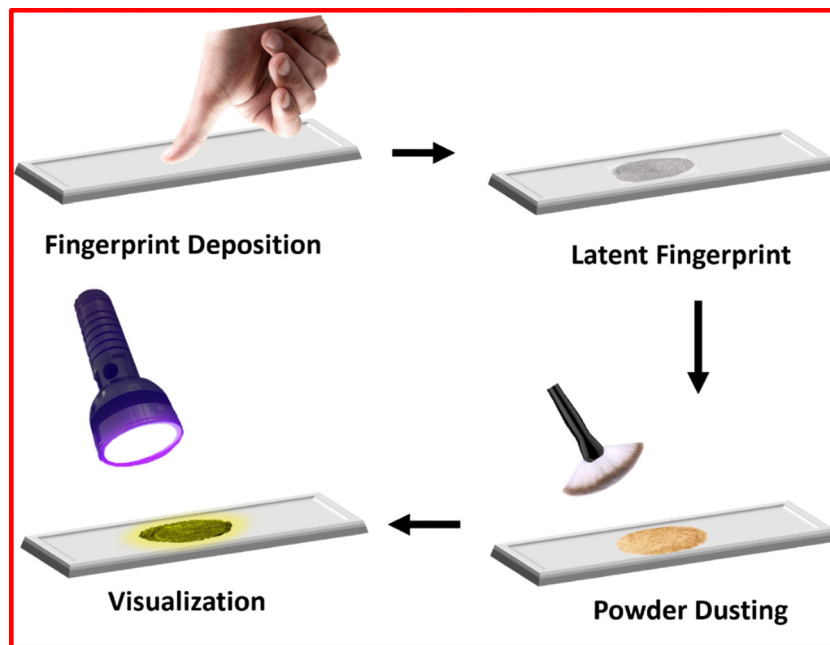 Fingerprint Deposition
Latent Fingerprint
Visualization
Powder Dusting